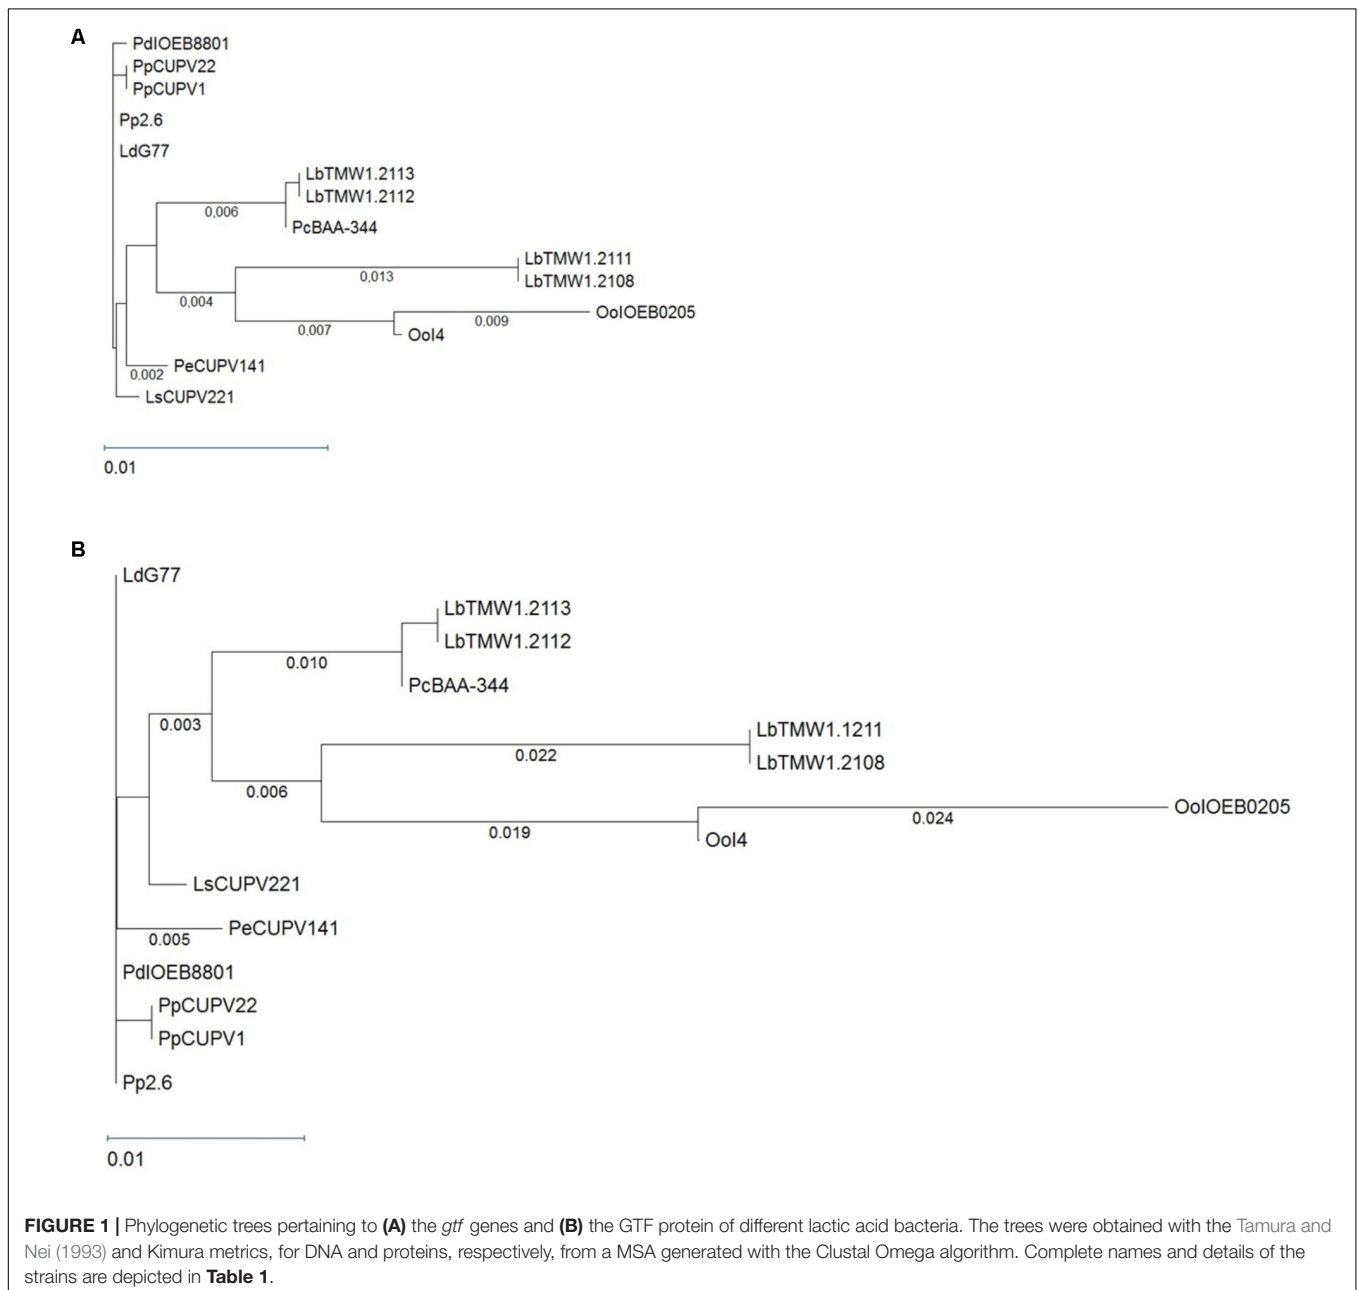 A
PdIOEB8801
PpCUPV22
PpCUPV1
Pp2.6
LdG77
LbTMW1.2113
LbTMW1.2112
0,006
PcBAA-344
LbTMW1.2111
0,013
LbTMW1.2108
0,004
OoIOEB0205
0.009
0,007
OoI4
PeCUPV141
0.002
LsCUPV221
0.01
B
LdG77
LbTMW1.2113
LbTMW1.2112
0.010
PcBAA-344
0.003
LbTMW1.1211
0.022
LbTMW1.2108
0.006
OoIOEB0205
0.024
0.019
OoI4
LsCUPV221
PeCUPV141
0.005
PdIOEB8801
PpCUPV22
PpCUPV1
Pp2.6
0.01
FIGURE 1 | Phylogenetic trees pertaining to (A) the gtf genes and (B) the GTF protein of different lactic acid bacteria. The trees were obtained with the Tamura and
Nei (1993) and Kimura metrics, for DNA and proteins, respectively, from a MSA generated with the Clustal Omega algorithm. Complete names and details of the
strains are depicted in Table 1.